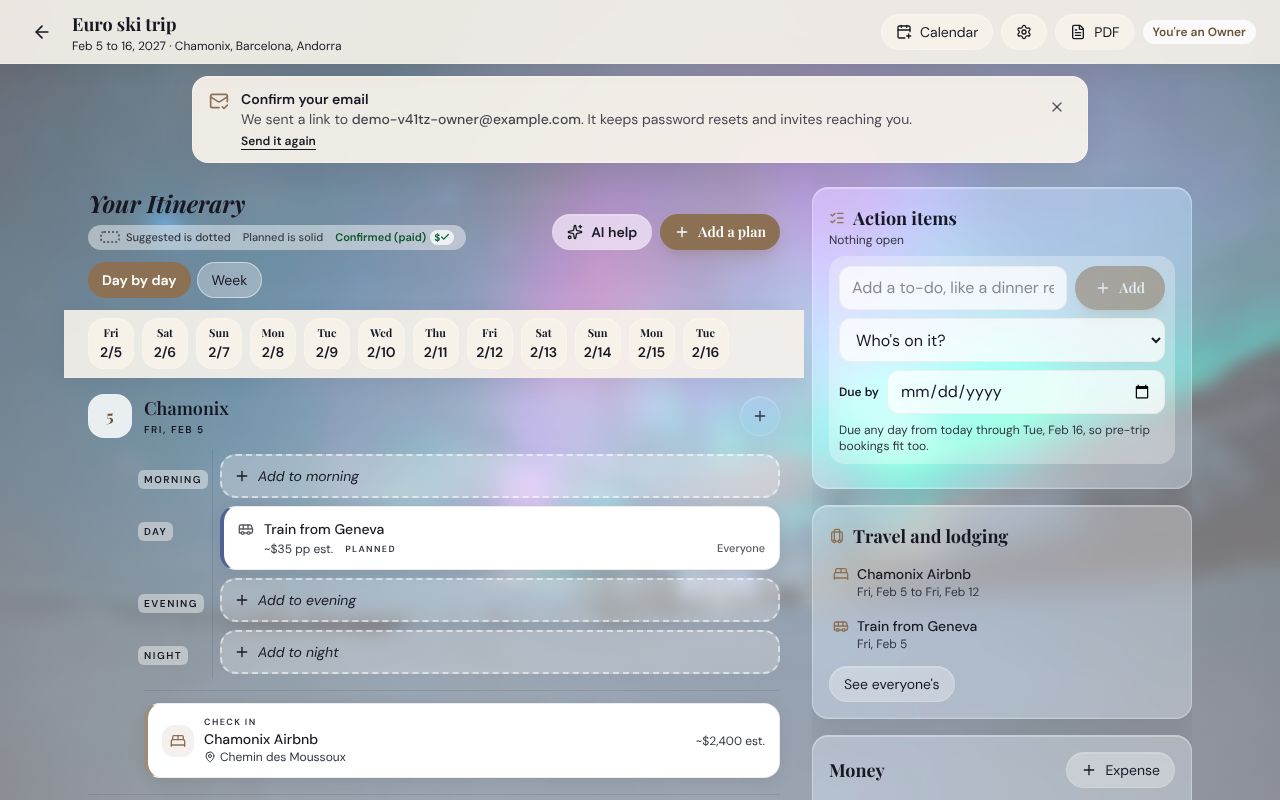 Euro ski trip
Feb 5 to 16, 2027 · Chamonix, Barcelona, Andorra
Calendar
PDF
You're an Owner
Confirm your email
We sent a link to demo-v41tz-owner@example.com. It keeps password resets and invites reaching you.
Send it again
Your Itinerary
Suggested is dotted Planned is solid Confirmed (paid) $✓
AI help
+ Add a plan
Day by day
Week
Fri 2/5
Sat 2/6
Sun 2/7
Mon 2/8
Tue 2/9
Wed 2/10
Thu 2/11
Fri 2/12
Sat 2/13
Sun 2/14
Mon 2/15
Tue 2/16
5
Chamonix
FRI, FEB 5
+
MORNING
+ Add to morning
DAY
Train from Geneva
~$35 pp est. PLANNED
Everyone
EVENING
+ Add to evening
NIGHT
+ Add to night
CHECK IN
Chamonix Airbnb
Chemin des Moussoux
~$2,400 est.
Action items
Nothing open
Add a to-do, like a dinner re
+ Add
Who's on it?
Due by mm/dd/yyyy
Due any day from today through Tue, Feb 16, so pre-trip
bookings fit too.
Travel and lodging
Chamonix Airbnb
Fri, Feb 5 to Fri, Feb 12
Train from Geneva
Fri, Feb 5
See everyone's
Money
+ Expense